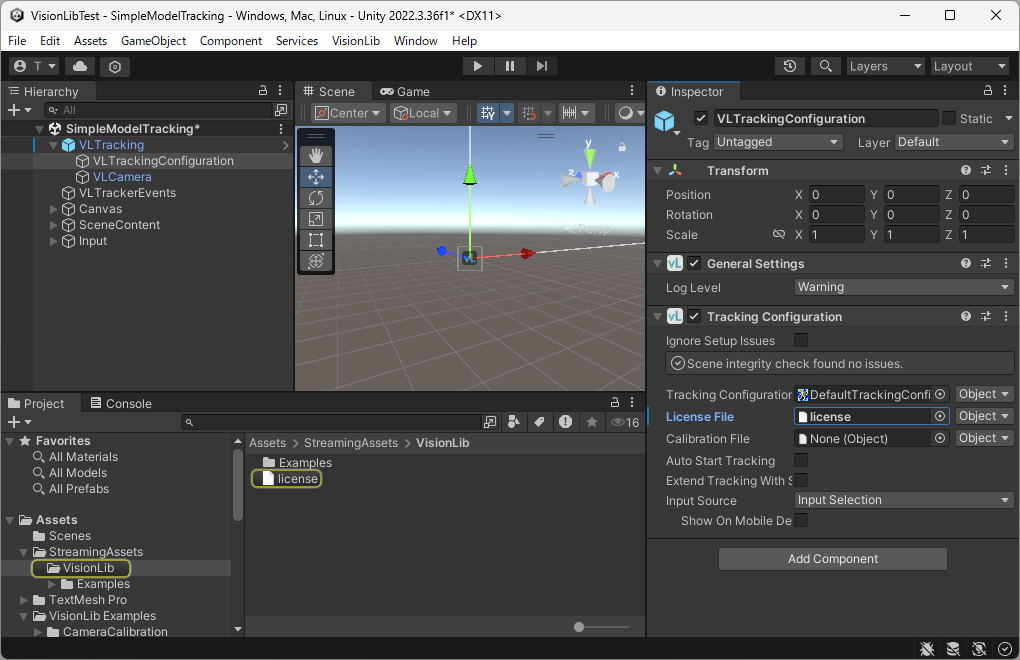 VisionLibTest - SimpleModelTracking - Windows, Mac, Linux - Unity 2022.3.36f1* <DX11>
File Edit Assets GameObject Component Services VisionLib Window Help
T Layers Layout
Hierarchy
All
SimpleModelTracking*
VLTracking
VLTrackingConfiguration
VLCamera
VLTrackerEvents
Canvas
SceneContent
Input
Scene Game
Center Local
y
z x
Persp
vL
Inspector
VLTrackingConfiguration Static
Tag Untagged Layer Default
Transform
Position X 0 Y 0 Z 0
Rotation X 0 Y 0 Z 0
Scale X 1 Y 1 Z 1
vL General Settings
Log Level Warning
vL Tracking Configuration
Ignore Setup Issues
Scene integrity check found no issues.
Tracking Configuration DefaultTrackingConfi Object
License File license Object
Calibration File None (Object) Object
Auto Start Tracking
Extend Tracking With S
Input Source Input Selection
Show On Mobile De
Add Component
Project Console
16
Favorites
All Materials
All Models
All Prefabs
Assets
Scenes
StreamingAssets
VisionLib
Examples
TextMesh Pro
VisionLib Examples
CameraCalibration
Assets > StreamingAssets > VisionLib
Examples
license